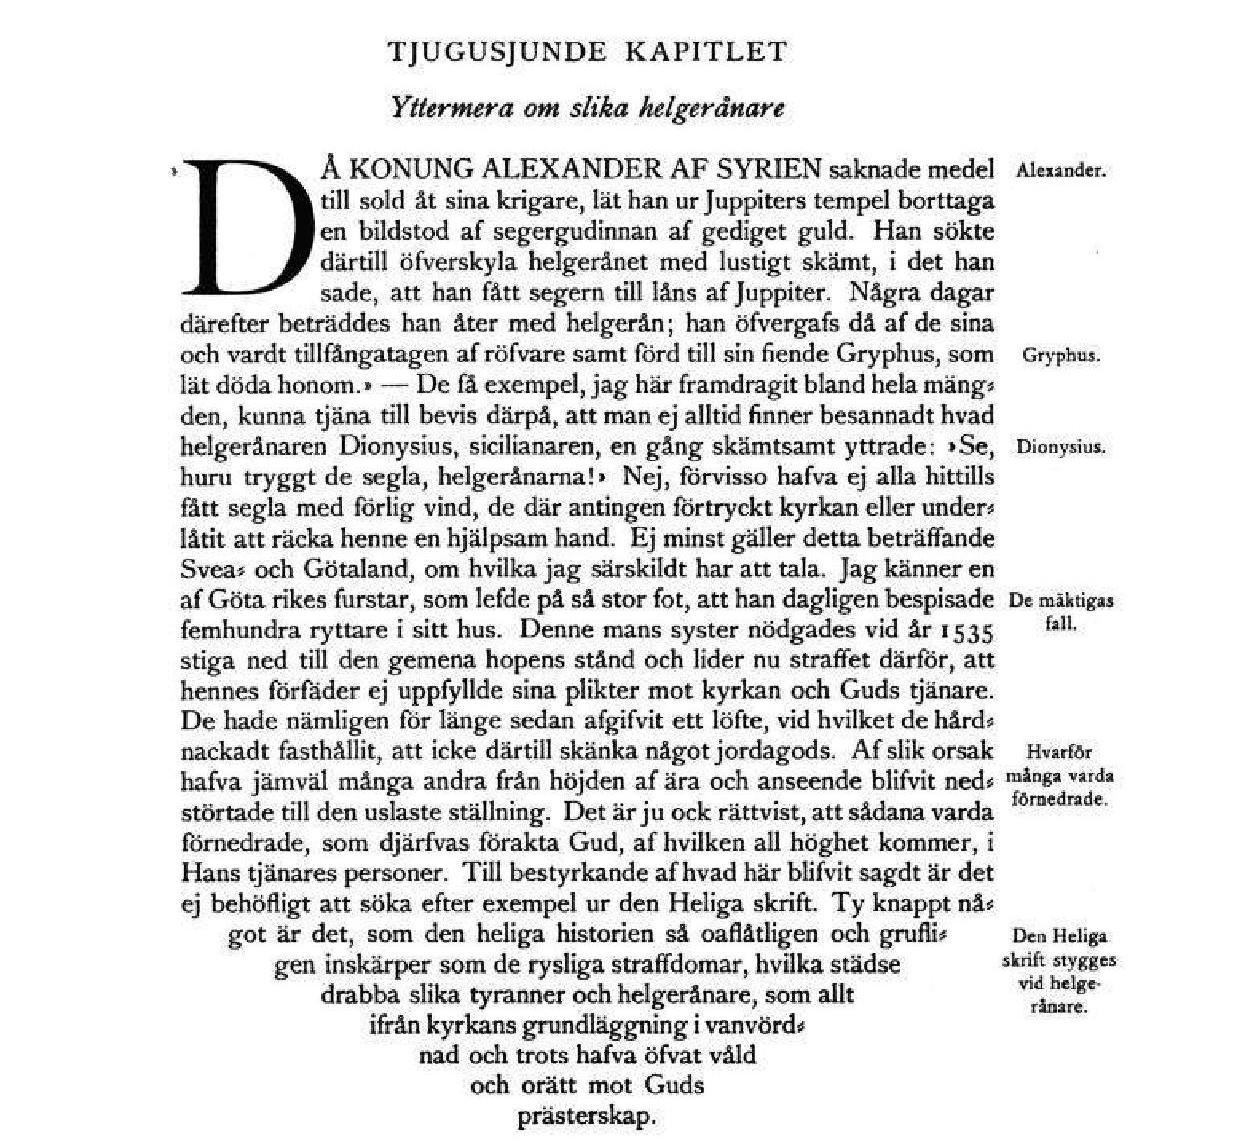 TJUGUSJUNDE KAPITLET
Yttermera om slika helgerånare
»DÅ KONUNG ALEXANDER AF SYRIEN saknade medel
Alexander.
till sold åt sina krigare, lät han ur Juppiters tempel borttaga
en bildstod af segergudinnan af gediget guld. Han sökte
därtill öfverskyla helgerånet med lustigt skämt, i det han
sade, att han fått segern till låns af Juppiter. Några dagar
därefter beträddes han åter med helgerån; han öfvergafs då af de sina
och vardt tillfångatagen af röfvare samt förd till sin fiende Gryphus, som
Gryphus.
lät döda honom.» — De få exempel, jag här framdragit bland hela mäng⸗
den, kunna tjäna till bevis därpå, att man ej alltid finner besannadt hvad
helgerånaren Dionysius, sicilianaren, en gång skämtsamt yttrade: »Se,
Dionysius.
huru tryggt de segla, helgerånarna!» Nej, förvisso hafva ej alla hittills
fått segla med förlig vind, de där antingen förtryckt kyrkan eller under⸗
låtit att räcka henne en hjälpsam hand. Ej minst gäller detta beträffande
Svea⸗ och Götaland, om hvilka jag särskildt har att tala. Jag känner en
af Göta rikes furstar, som lefde på så stor fot, att han dagligen bespisade
De mäktigas
fall.
femhundra ryttare i sitt hus. Denne mans syster nödgades vid år 1535
stiga ned till den gemena hopens stånd och lider nu straffet därför, att
hennes förfäder ej uppfyllde sina plikter mot kyrkan och Guds tjänare.
De hade nämligen för länge sedan afgifvit ett löfte, vid hvilket de hård⸗
nackadt fasthållit, att icke därtill skänka något jordagods. Af slik orsak
Hvarför
många varda
förnedrade.
hafva jämväl många andra från höjden af ära och anseende blifvit ned⸗
störtade till den uslaste ställning. Det är ju ock rättvist, att sådana varda
förnedrade, som djärfvas förakta Gud, af hvilken all höghet kommer, i
Hans tjänares personer. Till bestyrkande af hvad här blifvit sagdt är det
ej behöfligt att söka efter exempel ur den Heliga skrift. Ty knappt nå⸗
got är det, som den heliga historien så oaflåtligen och grufli⸗
Den Heliga
skrift stygges
vid helge-
rånare.
gen inskärper som de rysliga straffdomar, hvilka städse
drabba slika tyranner och helgerånare, som allt
ifrån kyrkans grundläggning i vanvörd⸗
nad och trots hafva öfvat våld
och orätt mot Guds
prästerskap.